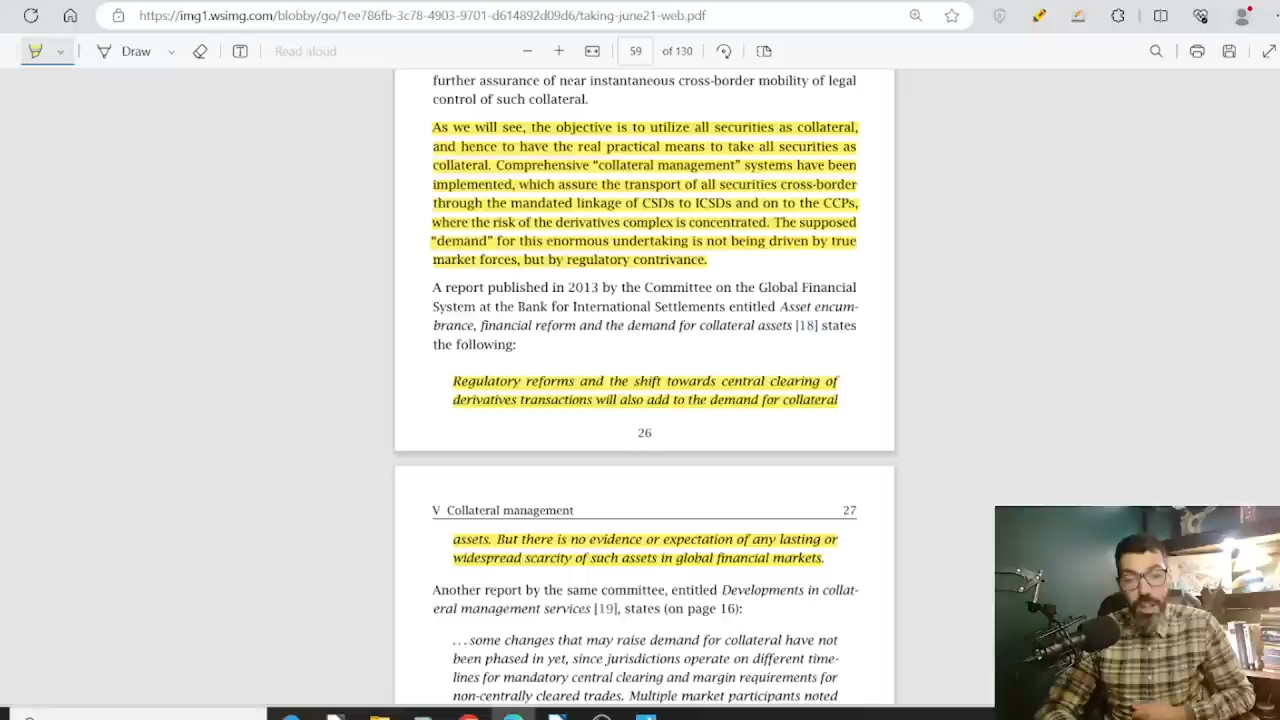 https://img1.wsimg.com/blobby/go/1ee786fb-3c78-4903-9701-d614892d09d6/taking-june21-web.pdf
Draw
Read aloud
59
of 130
further assurance of near instantaneous cross-border mobility of legal
control of such collateral.
As we will see, the objective is to utilize all securities as collateral,
and hence to have the real practical means to take all securities as
collateral. Comprehensive “collateral management” systems have been
implemented, which assure the transport of all securities cross-border
through the mandated linkage of CSDs to ICSDs and on to the CCPs,
where the risk of the derivatives complex is concentrated. The supposed
“demand” for this enormous undertaking is not being driven by true
market forces, but by regulatory contrivance.
A report published in 2013 by the Committee on the Global Financial
System at the Bank for International Settlements entitled Asset encum-
brance, financial reform and the demand for collateral assets [18] states
the following:
Regulatory reforms and the shift towards central clearing of
derivatives transactions will also add to the demand for collateral
26
V Collateral management 27
assets. But there is no evidence or expectation of any lasting or
widespread scarcity of such assets in global financial markets.
Another report by the same committee, entitled Developments in collat-
eral management services [19], states (on page 16):
...some changes that may raise demand for collateral have not
been phased in yet, since jurisdictions operate on different time-
lines for mandatory central clearing and margin requirements for
non-centrally cleared trades. Multiple market participants noted